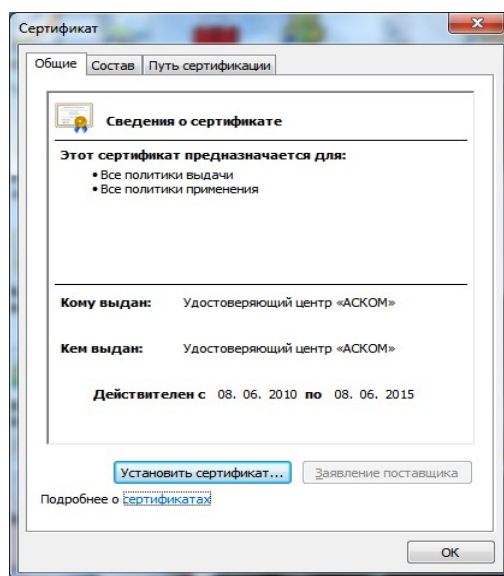 Сертификат
Общие Состав Путь сертификации
Сведения о сертификате
Этот сертификат предназначается для:
• Все политики выдачи
• Все политики применения
Кому выдан: Удостоверяющий центр «АСКОМ»
Кем выдан: Удостоверяющий центр «АСКОМ»
Действителен с 08. 06. 2010 по 08. 06. 2015
Установить сертификат... Заявление поставщика
Подробнее о сертификатах
ОК